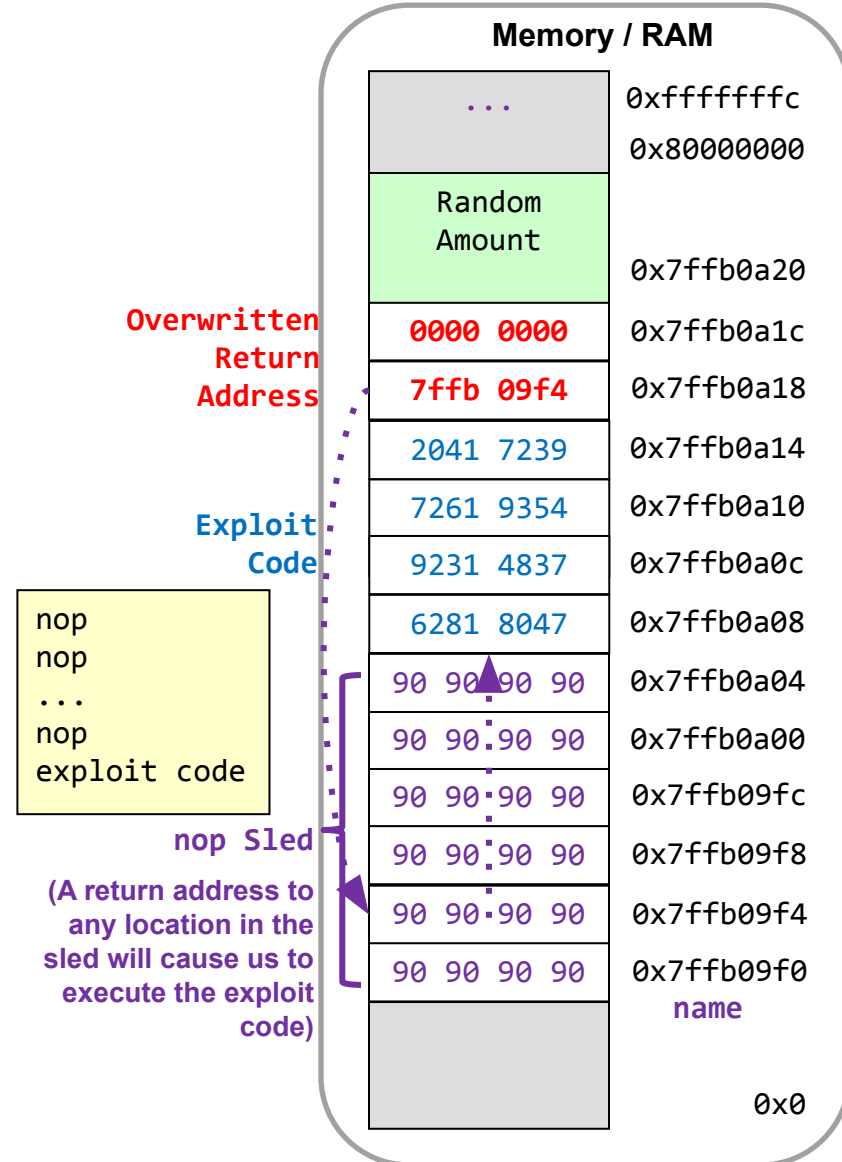 Memory / RAM
...
0xfffffffc
0x80000000
Random
Amount
0x7ffb0a20
Overwritten
Return
Address
0000 0000
0x7ffb0a1c
7ffb 09f4
0x7ffb0a18
2041 7239
0x7ffb0a14
7261 9354
0x7ffb0a10
Exploit
Code
9231 4837
0x7ffb0a0c
6281 8047
0x7ffb0a08
nop
nop
...
nop
exploit code
90 90 90 90
0x7ffb0a04
90 90 90 90
0x7ffb0a00
90 90 90 90
0x7ffb09fc
nop Sled
90 90 90 90
0x7ffb09f8
(A return address to
any location in the
sled will cause us to
execute the exploit
code)
90 90 90 90
0x7ffb09f4
90 90 90 90
0x7ffb09f0
name
0x0